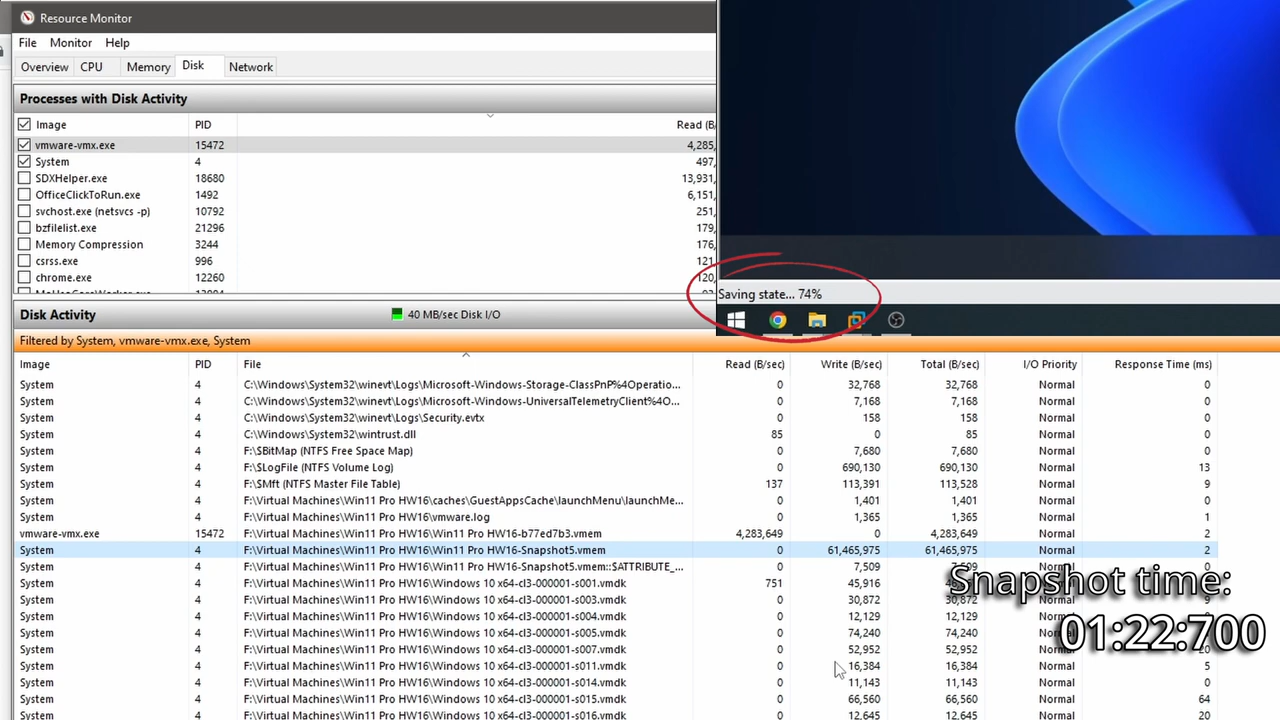 Resource Monitor
File Monitor Help
Overview CPU Memory Disk Network
Processes with Disk Activity
Image PID Read (B/
vmware-vmx.exe 15472 4,285,
System 4 497,
SDXHelper.exe 18680 13,931,
OfficeClickToRun.exe 1492 6,151,
svchost.exe (netsvcs -p) 10792 251,
bzfilelist.exe 21296 179,
Memory Compression 3244 176,
csrss.exe 996 121,
chrome.exe 12260 120,
Saving state... 74%
Disk Activity 40 MB/sec Disk I/O
Filtered by System, vmware-vmx.exe, System
Image PID File Read (B/sec) Write (B/sec) Total (B/sec) I/O Priority Response Time (ms)
System 4 C:\Windows\System32\winevt\Logs\Microsoft-Windows-Storage-ClassPnP%4Operatio... 0 32,768 32,768 Normal 0
System 4 C:\Windows\System32\winevt\Logs\Microsoft-Windows-UniversalTelemetryClient%4O... 0 7,168 7,168 Normal 0
System 4 C:\Windows\System32\winevt\Logs\Security.evtx 0 158 158 Normal 0
System 4 C:\Windows\System32\wintrust.dll 85 0 85 Normal 0
System 4 F:\$BitMap (NTFS Free Space Map) 0 7,680 7,680 Normal 0
System 4 F:\$LogFile (NTFS Volume Log) 0 690,130 690,130 Normal 13
System 4 F:\$Mft (NTFS Master File Table) 137 113,391 113,528 Normal 9
System 4 F:\Virtual Machines\Win11 Pro HW16\caches\GuestAppsCache\launchMenu\launchMe... 0 1,401 1,401 Normal 0
System 4 F:\Virtual Machines\Win11 Pro HW16\vmware.log 0 1,365 1,365 Normal 1
vmware-vmx.exe 15472 F:\Virtual Machines\Win11 Pro HW16\Win11 Pro HW16-b77ed7b3.vmem 4,283,649 0 4,283,649 Normal 2
System 4 F:\Virtual Machines\Win11 Pro HW16\Win11 Pro HW16-Snapshot5.vmem 0 61,465,975 61,465,975 Normal 2
System 4 F:\Virtual Machines\Win11 Pro HW16\Win11 Pro HW16-Snapshot5.vmem::$ATTRIBUTE_... 0 7,509 7,509 Normal
System 4 F:\Virtual Machines\Win11 Pro HW16\Windows 10 x64-cl3-000001-s001.vmdk 751 45,916
System 4 F:\Virtual Machines\Win11 Pro HW16\Windows 10 x64-cl3-000001-s003.vmdk 0 30,872 30,872 Normal 9
System 4 F:\Virtual Machines\Win11 Pro HW16\Windows 10 x64-cl3-000001-s004.vmdk 0 12,129 12,129 Normal
System 4 F:\Virtual Machines\Win11 Pro HW16\Windows 10 x64-cl3-000001-s005.vmdk 0 74,240 74,240
System 4 F:\Virtual Machines\Win11 Pro HW16\Windows 10 x64-cl3-000001-s007.vmdk 0 52,952 52,952 Normal
System 4 F:\Virtual Machines\Win11 Pro HW16\Windows 10 x64-cl3-000001-s011.vmdk 0 16,384 16,384 Normal 5
System 4 F:\Virtual Machines\Win11 Pro HW16\Windows 10 x64-cl3-000001-s014.vmdk 0 11,143 11,143 Normal 0
System 4 F:\Virtual Machines\Win11 Pro HW16\Windows 10 x64-cl3-000001-s015.vmdk 0 66,560 66,560 Normal 64
System 4 F:\Virtual Machines\Win11 Pro HW16\Windows 10 x64-cl3-000001-s016.vmdk 0 12,645 12,645 Normal 20
Snapshot time:
01:22:700